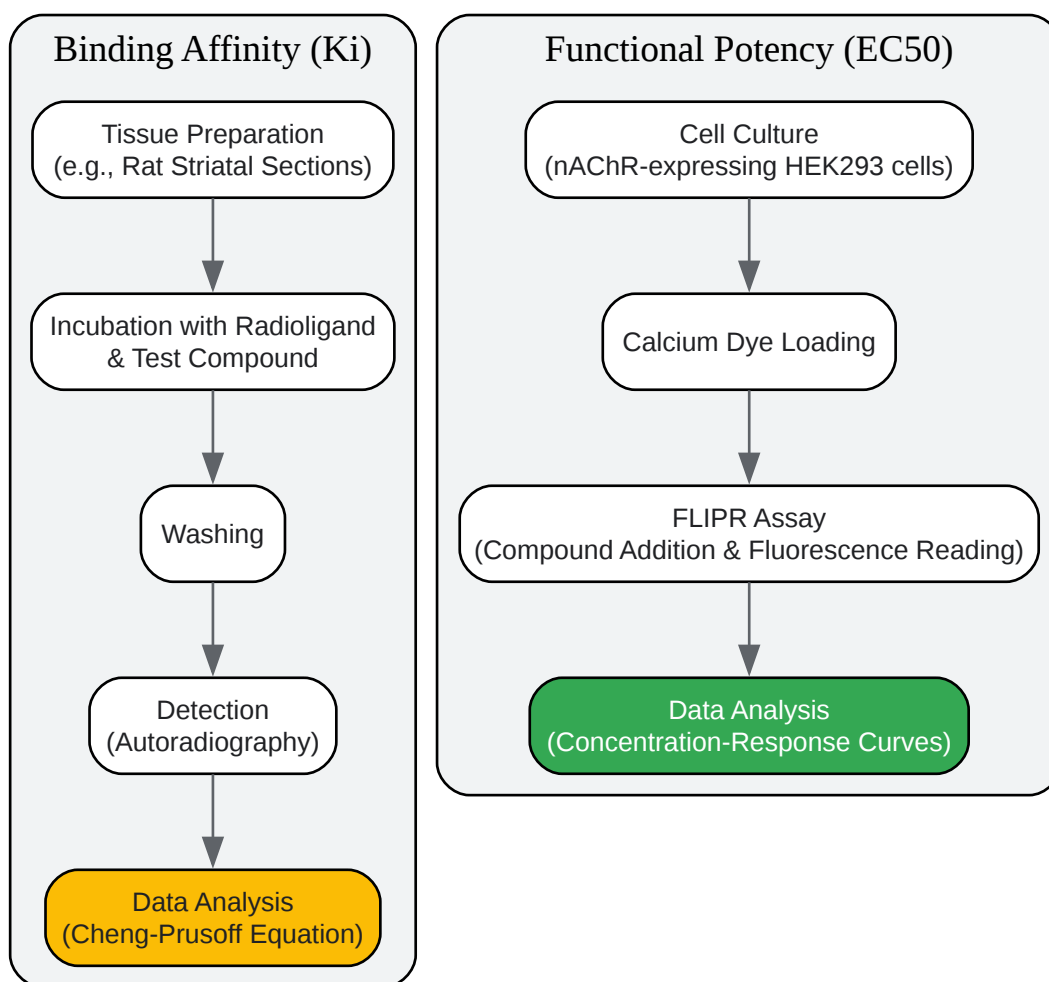 Binding Affinity (Ki)
Tissue Preparation
(e.g., Rat Striatal Sections)
Incubation with Radioligand
& Test Compound
Washing
Detection
(Autoradiography)
Data Analysis
(Cheng-Prusoff Equation)
Functional Potency (EC50)
Cell Culture
(nAChR-expressing HEK293 cells)
Calcium Dye Loading
FLIPR Assay
(Compound Addition & Fluorescence Reading)
Data Analysis
(Concentration-Response Curves)